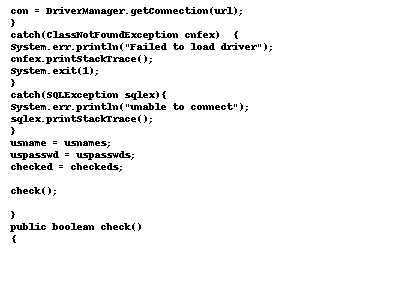 con = DriverManager.getConnection(url);
}
catch(ClassNotFoundException cnfex)  {
System.err.println("Failed to load driver");
cnfex.printStackTrace();
System.exit(1);
}
catch(SQLException sqlex){
System.err.println("unable to connect");
sqlex.printStackTrace();
}
usname = usnames;
uspasswd = uspasswds;
checked = checkeds;
check();
}
public boolean check()
{